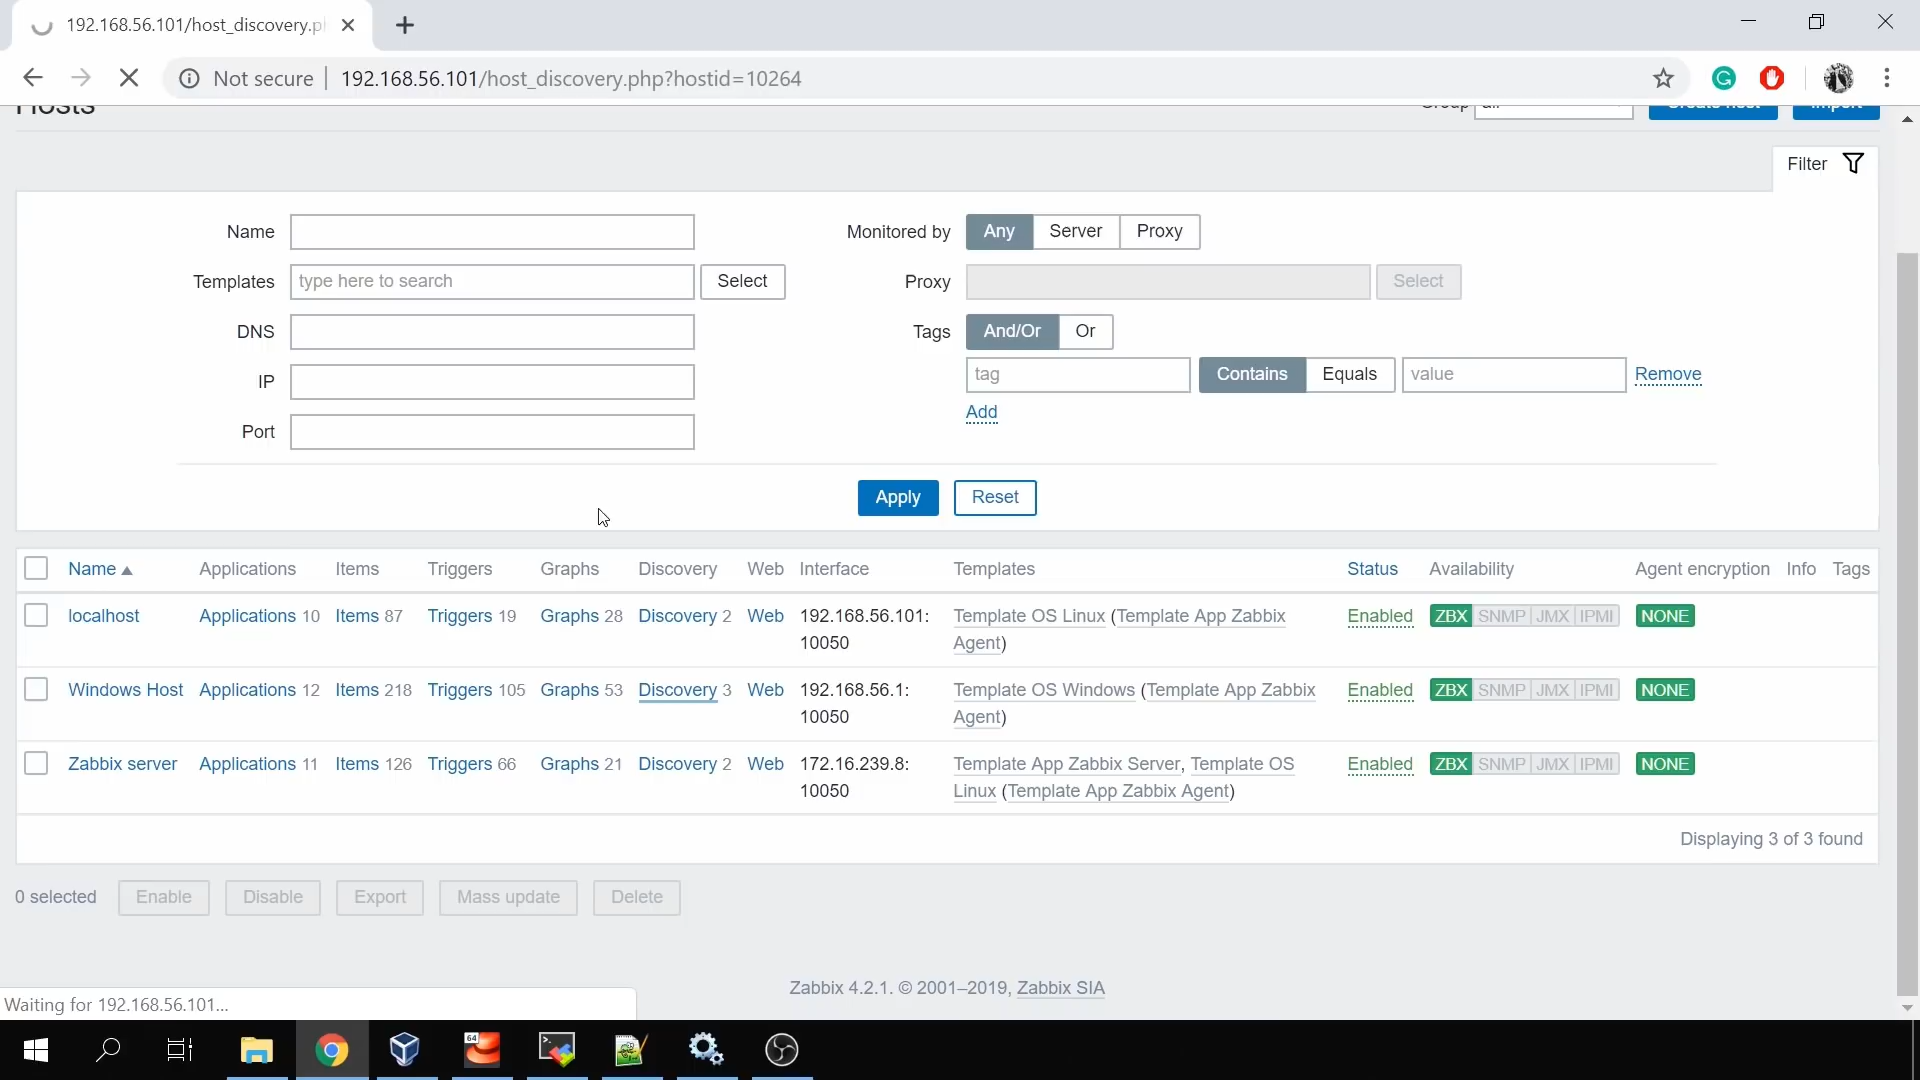 192.168.56.101/host_discovery.p
Not secure | 192.168.56.101/host_discovery.php?hostid=10264
Hosts
Group all Create host Import
Filter
Name
Monitored by Any Server Proxy
Templates type here to search Select
Proxy Select
DNS
Tags And/Or Or
tag Contains Equals value Remove
IP
Add
Port
Apply Reset
Name Applications Items Triggers Graphs Discovery Web Interface Templates Status Availability Agent encryption Info Tags
localhost Applications 10 Items 87 Triggers 19 Graphs 28 Discovery 2 Web 192.168.56.101: Template OS Linux (Template App Zabbix Enabled ZBX SNMP JMX IPMI NONE
10050 Agent)
Windows Host Applications 12 Items 218 Triggers 105 Graphs 53 Discovery 3 Web 192.168.56.1: Template OS Windows (Template App Zabbix Enabled ZBX SNMP JMX IPMI NONE
10050 Agent)
Zabbix server Applications 11 Items 126 Triggers 66 Graphs 21 Discovery 2 Web 172.16.239.8: Template App Zabbix Server, Template OS Enabled ZBX SNMP JMX IPMI NONE
10050 Linux (Template App Zabbix Agent)
Displaying 3 of 3 found
0 selected Enable Disable Export Mass update Delete
Zabbix 4.2.1. © 2001–2019, Zabbix SIA
Waiting for 192.168.56.101...
64